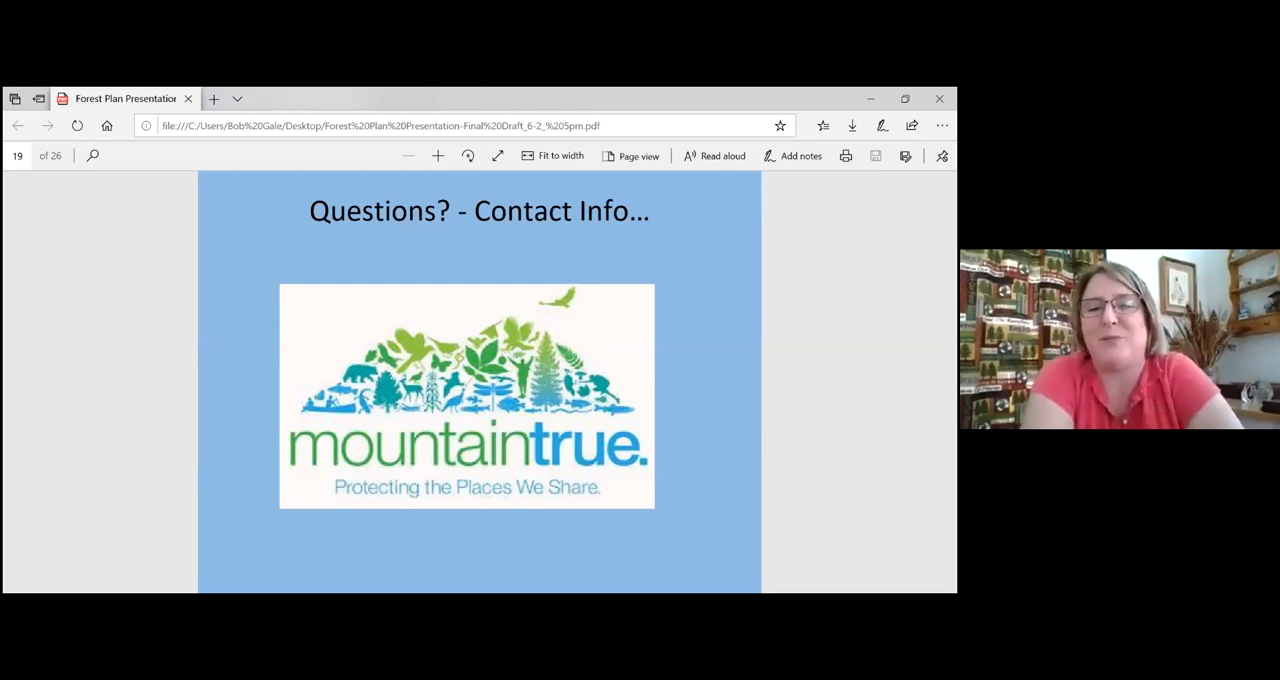 Forest Plan Presentation
file:///C:/Users/Bob%20Gale/Desktop/Forest%20Plan%20Presentation-Final%20Draft_6-2_%205pm.pdf
19 of 26 Fit to width Page view Read aloud Add notes
Questions? - Contact Info...
mountaintrue.
Protecting the Places We Share.